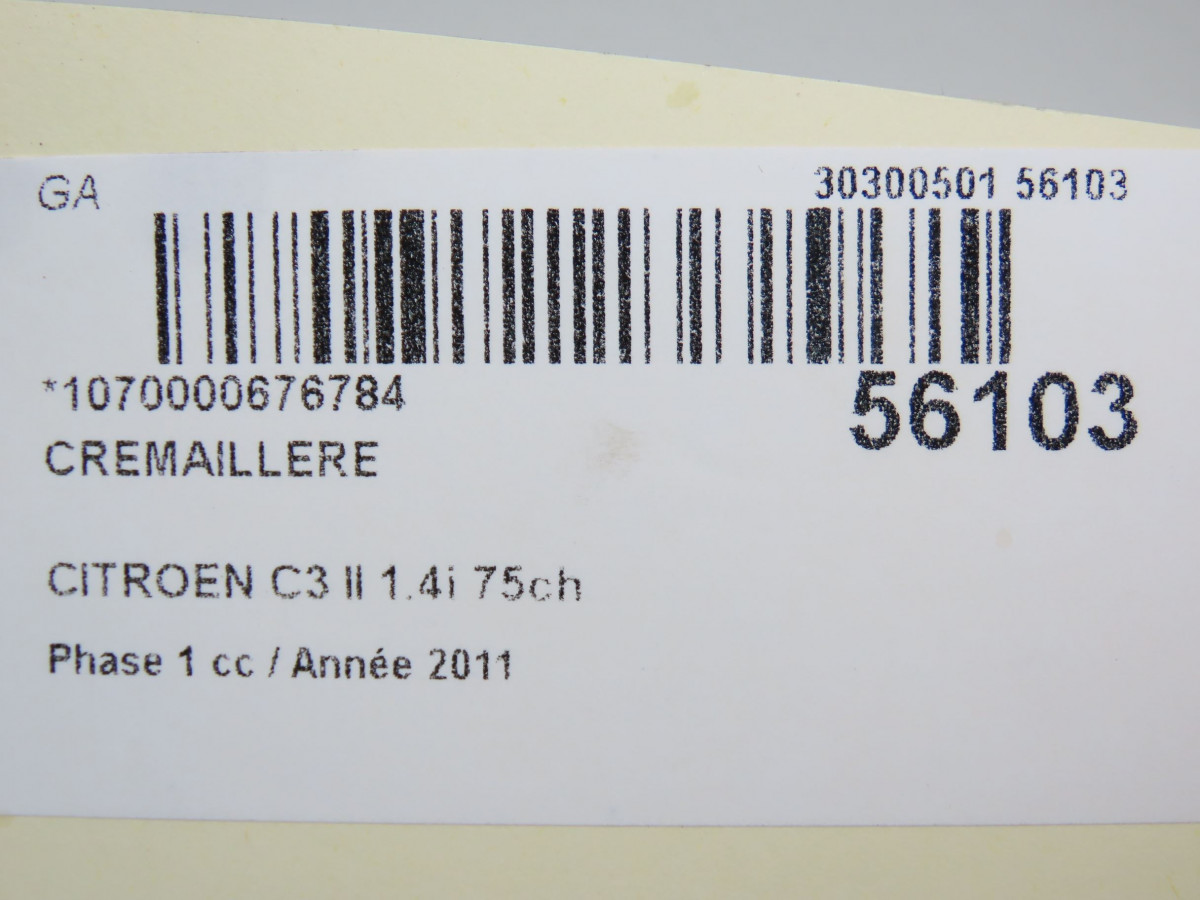 GA
30300501 56103
*1070000676784
56103
CREMAILLERE
CITROEN C3 II 1.4i 75ch
Phase 1 cc / Année 2011